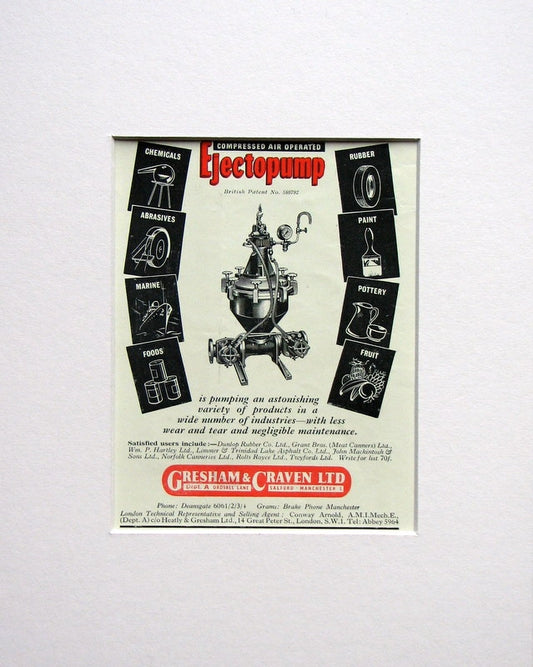 COMPRESSED AIR OPERATED
Ejectopump
British Patent No. 580792
CHEMICALS
ABRASIVES
MARINE
FOODS
RUBBER
PAINT
POTTERY
FRUIT
is pumping an astonishing
variety of products in a
wide number of industries—with less
wear and tear and negligible maintenance.
Satisfied users include:—Dunlop Rubber Co. Ltd., Grant Bros. (Meat Canners) Ltd.,
Wm. P. Hartley Ltd., Limmer & Trinidad Lake Asphalt Co. Ltd., John Mackintosh &
Sons Ltd., Norfolk Canneries Ltd., Rolls Royce Ltd., Treyfords Ltd. Write for list 70J.
GRESHAM & CRAVEN LTD
DEPT. A ORDSALL LANE SALFORD · MANCHESTER 5
Phone: Deansgate 6061/2/3/4 Grams: Brake Phone Manchester
London Technical Representative and Selling Agent: Conway Arnold, A.M.I.Mech.E.,
(Dept. A) c/o Heatly & Gresham Ltd., 14 Great Peter St., London, S.W.1. Tel: Abbey 5964